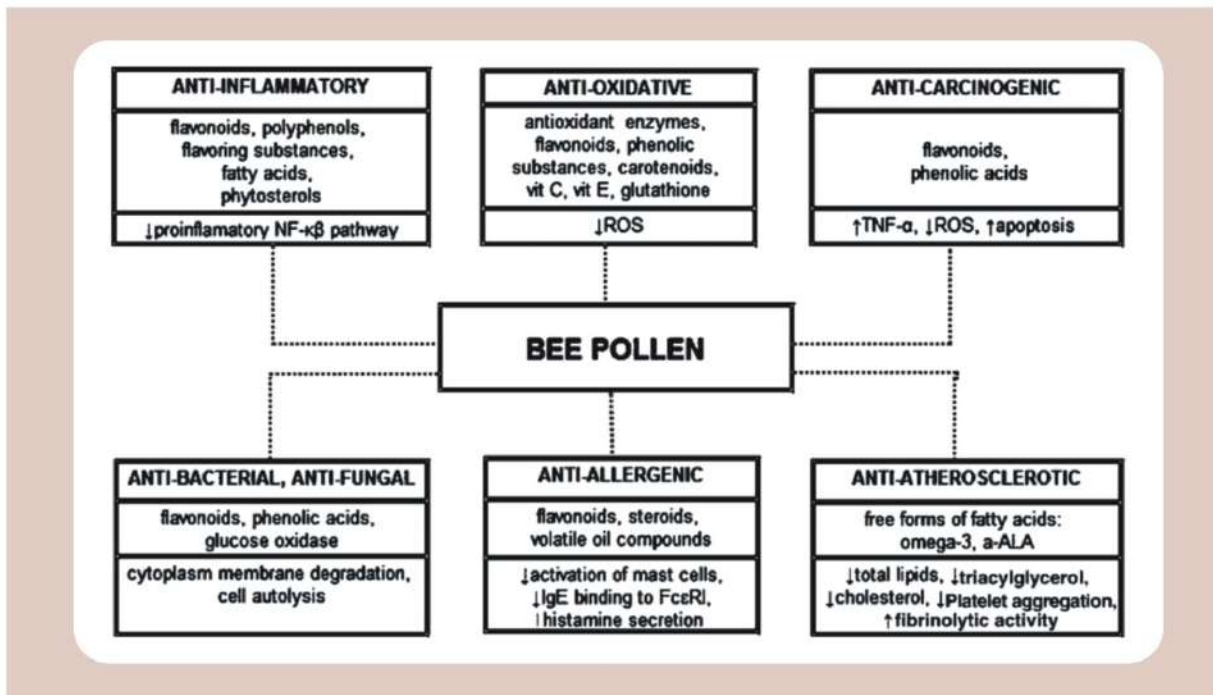 ANTI-INFLAMMATORY
flavonoids, polyphenols,
flavoring substances,
fatty acids,
phytosterols
↓proinflamatory NF-κβ pathway
ANTI-OXIDATIVE
antioxidant enzymes,
flavonoids, phenolic
substances, carotenoids,
vit C, vit E, glutathione
↓ROS
ANTI-CARCINOGENIC
flavonoids,
phenolic acids
↑TNF-α, ↓ROS, ↑apoptosis
BEE POLLEN
ANTI-BACTERIAL, ANTI-FUNGAL
flavonoids, phenolic acids,
glucose oxidase
cytoplasm membrane degradation,
cell autolysis
ANTI-ALLERGENIC
flavonoids, steroids,
volatile oil compounds
↓activation of mast cells,
↓IgE binding to FcεRI,
histamine secretion
ANTI-ATHEROSCLEROTIC
free forms of fatty acids:
omega-3, a-ALA
↓total lipids, ↓triacylglycerol,
↓cholesterol, ↓Platelet aggregation,
↑fibrinolytic activity